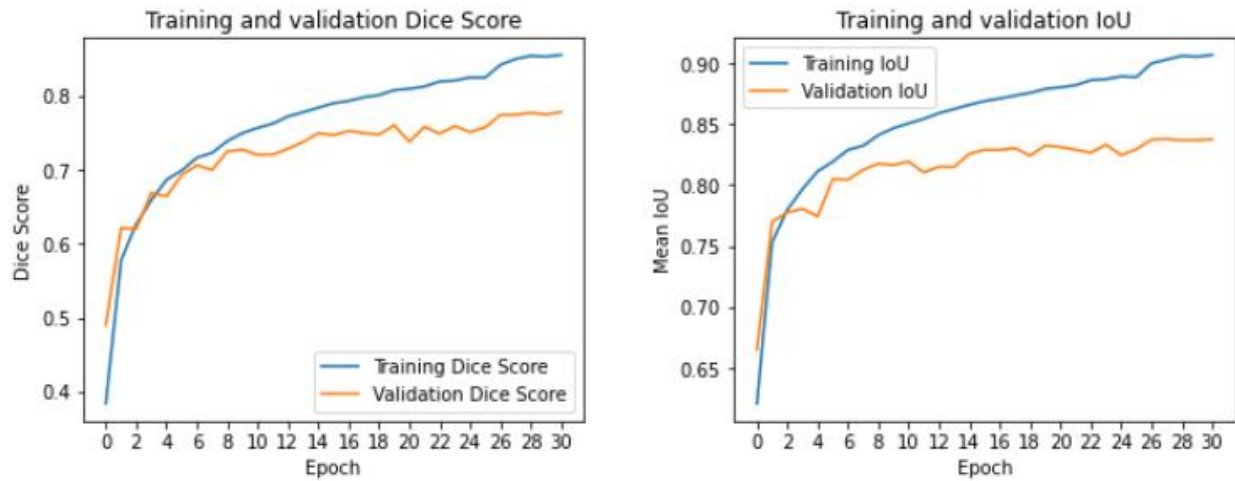 Training and validation Dice Score
0.8
0.7
0.6
0.5
0.4
Dice Score
Training Dice Score
Validation Dice Score
0 2 4 6 8 10 12 14 16 18 20 22 24 26 28 30
Epoch
Training and validation IoU
0.90
0.85
0.80
0.75
0.70
0.65
Mean IoU
Training IoU
Validation IoU
0 2 4 6 8 10 12 14 16 18 20 22 24 26 28 30
Epoch